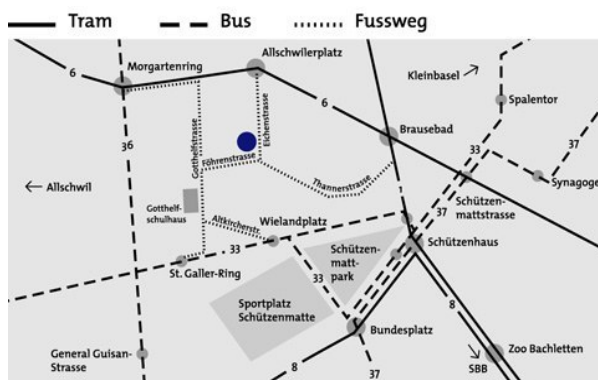 Tram Bus Fussweg
Allschwilerplatz
Morgartenring
6
Kleinbasel
Spalentor
6
Brausebad
36
Gotthelfstrasse
Eichenstrasse
33
37
Föhrenstrasse
Thannerstrasse
Synagoge
Allschwil
Gotthelf-
schulhaus
37
Schützen-
mattstrasse
Altkircherstr.
Wielandplatz
33
Schützenhaus
Schützen-
matt-
park
St. Galler-Ring
33
Sportplatz
Schützenmatte
8
Bundesplatz
General Guisan-
Strasse
8
37
SBB
Zoo Bachletten